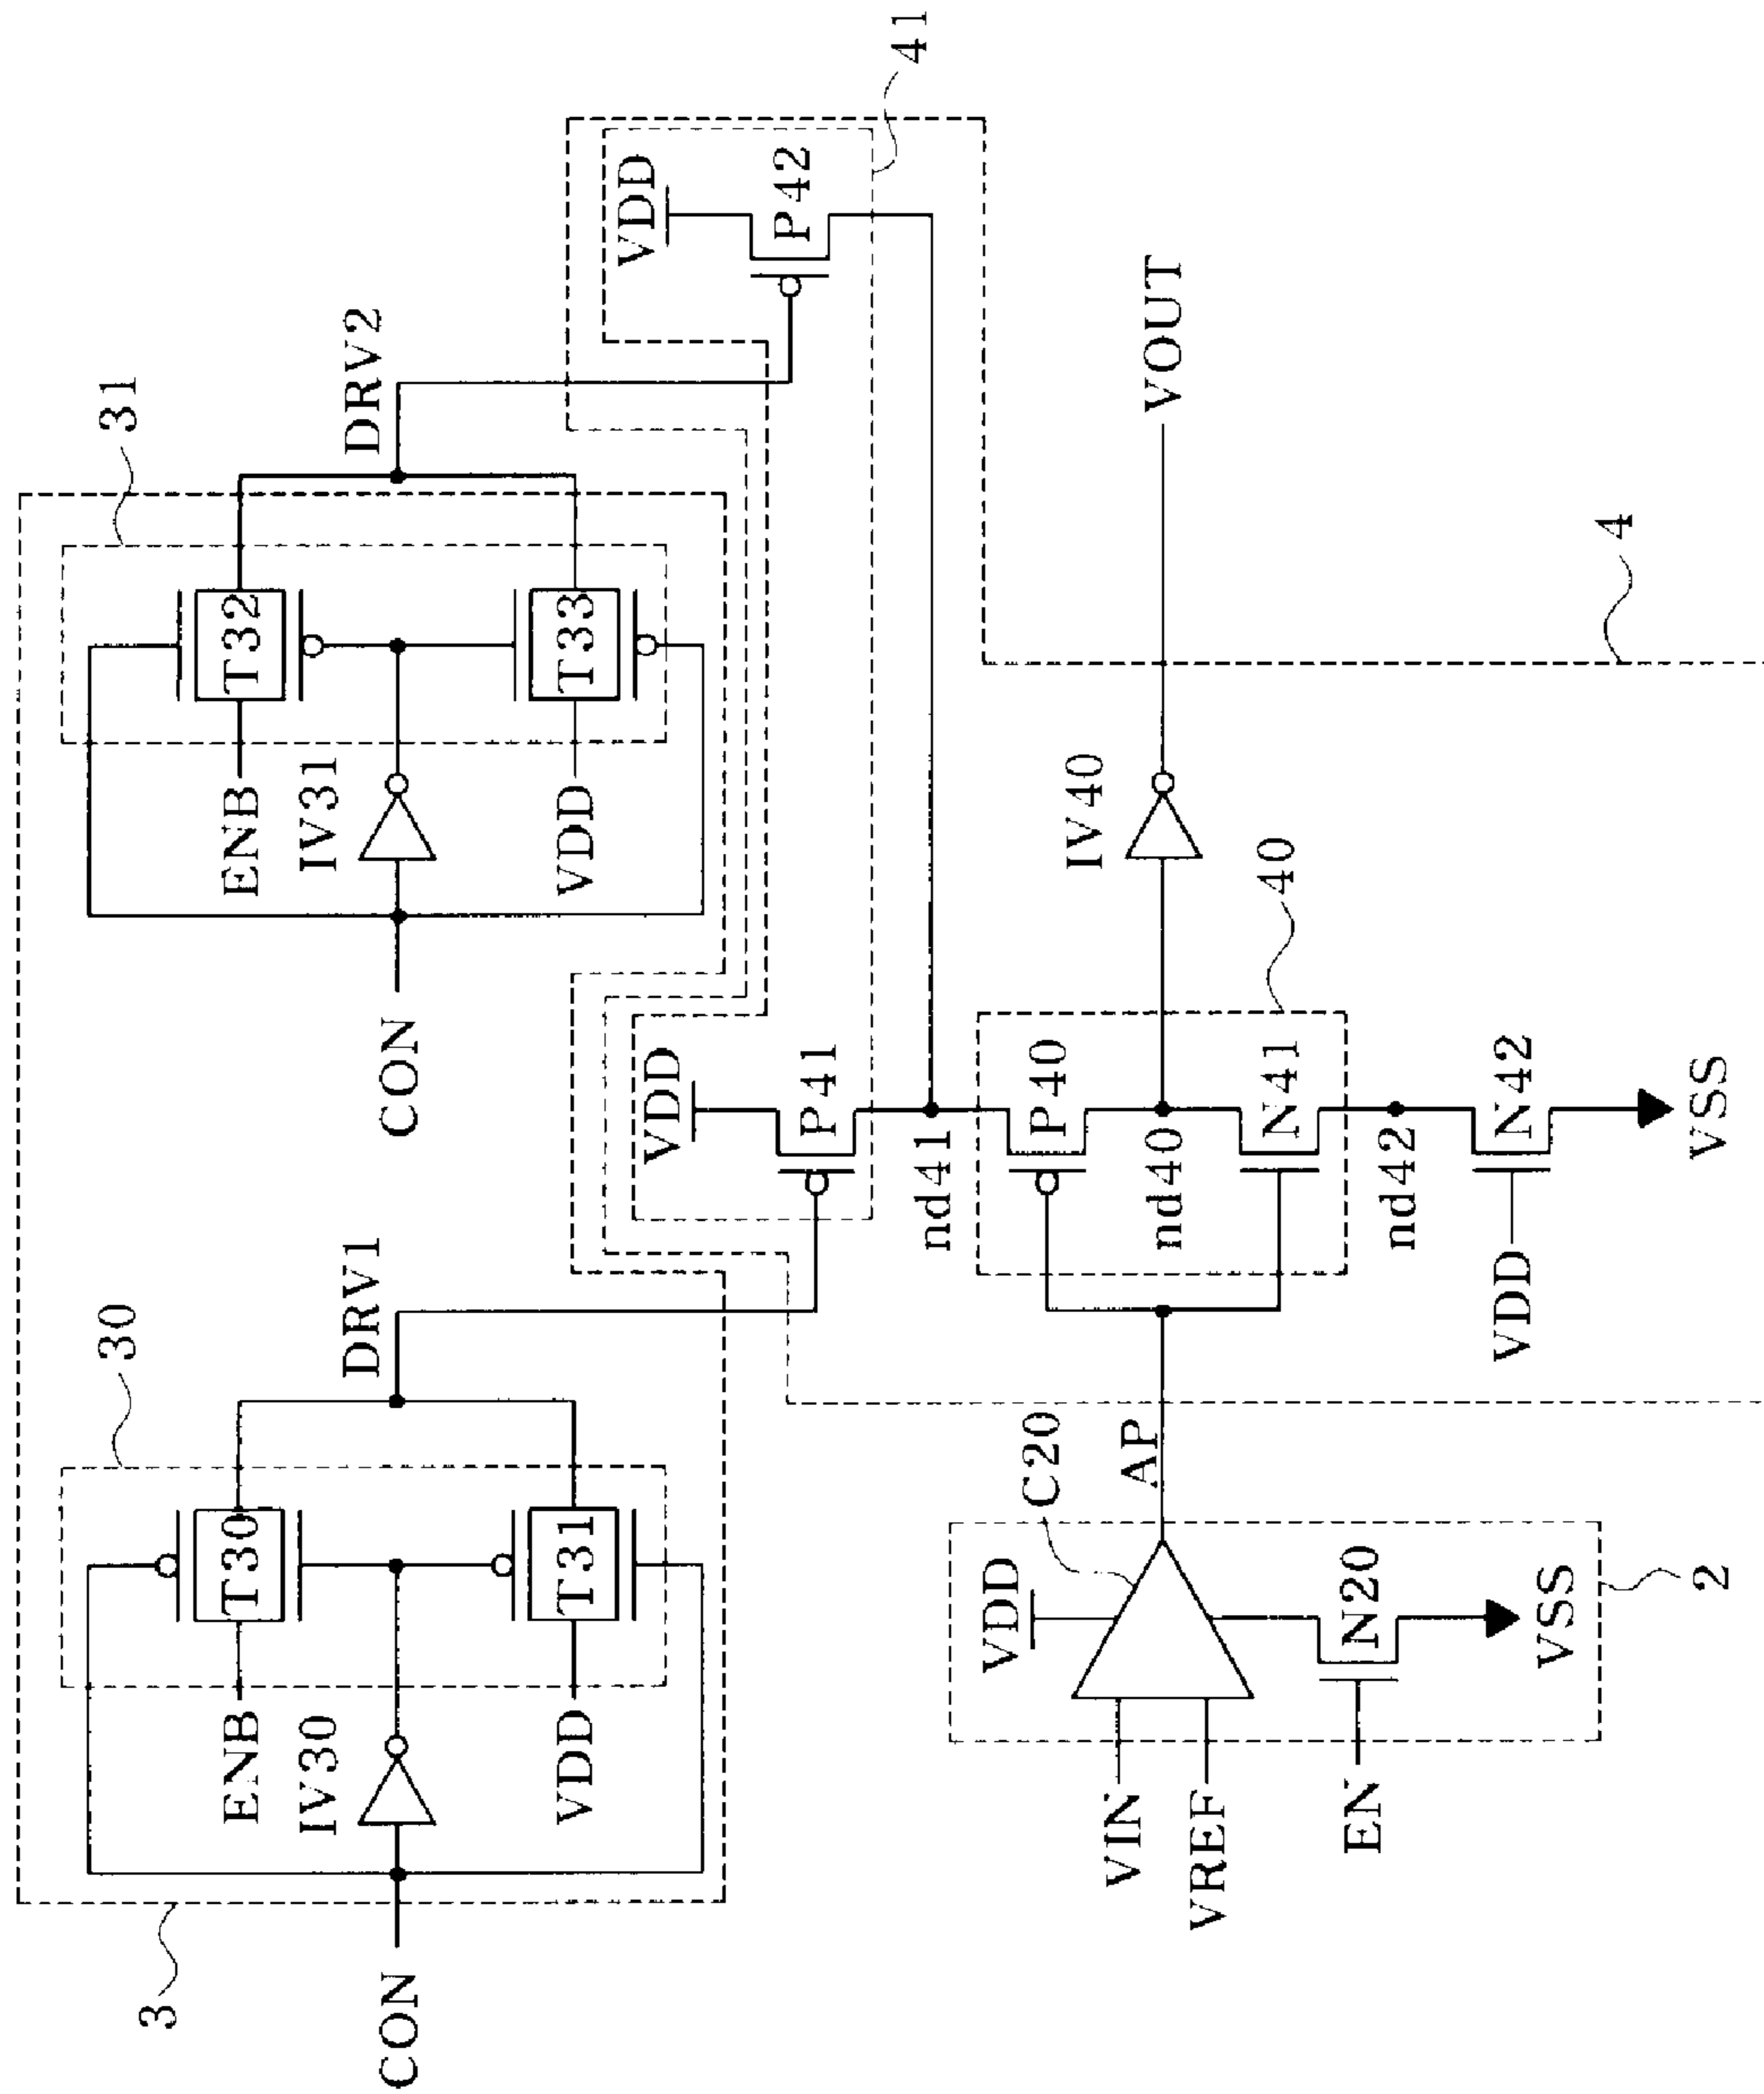 3
30
31
CON
ENB
T30
IV30
VDD
T31
DRV1
CON
ENB
T32
IV31
VDD
T33
DRV2
VDD
P41
VDD
P42
41
nd41
P40
nd40
N41
40
nd42
VDD
N42
VSS
IV40
VOUT
4
VDD
C20
AP
VIN
VREF
EN
N20
VSS
2